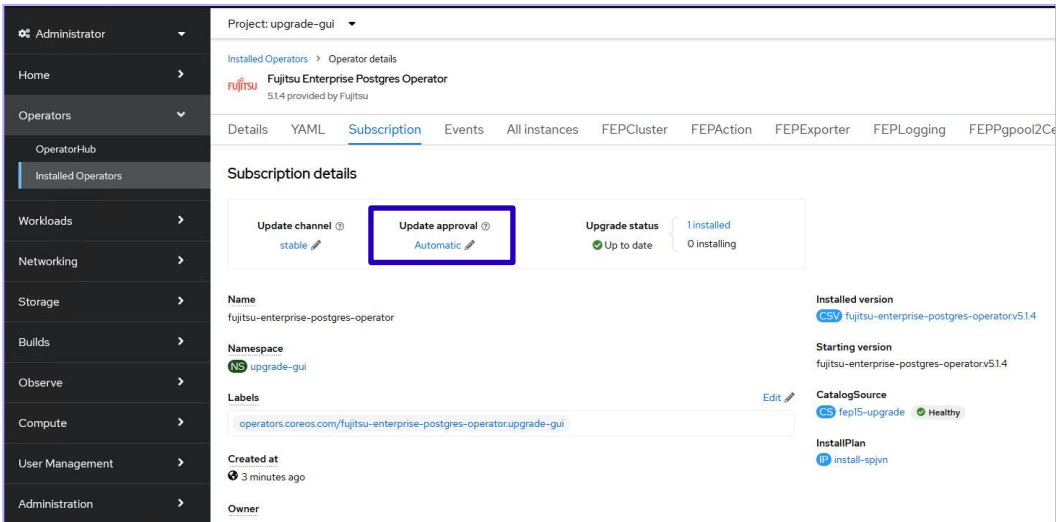 Administrator
Home
Operators
OperatorHub
Installed Operators
Workloads
Networking
Storage
Builds
Observe
Compute
User Management
Administration
Project: upgrade-gui
Installed Operators > Operator details
FUJITSU
Fujitsu Enterprise Postgres Operator
5.1.4 provided by Fujitsu
Details YAML Subscription Events All instances FEPCluster FEPAction FEPExporter FEPLogging FEPPgpool2Ce
Subscription details
Update channel Update approval Upgrade status 1 installed
stable Automatic Up to date 0 installing
Name
fujitsu-enterprise-postgres-operator
Namespace
NS upgrade-gui
Labels Edit
operators.coreos.com/fujitsu-enterprise-postgres-operator.upgrade-gui
Created at
3 minutes ago
Owner
Installed version
CSV fujitsu-enterprise-postgres-operator.v5.1.4
Starting version
fujitsu-enterprise-postgres-operator.v5.1.4
CatalogSource
CS fep15-upgrade Healthy
InstallPlan
IP install-spjvn